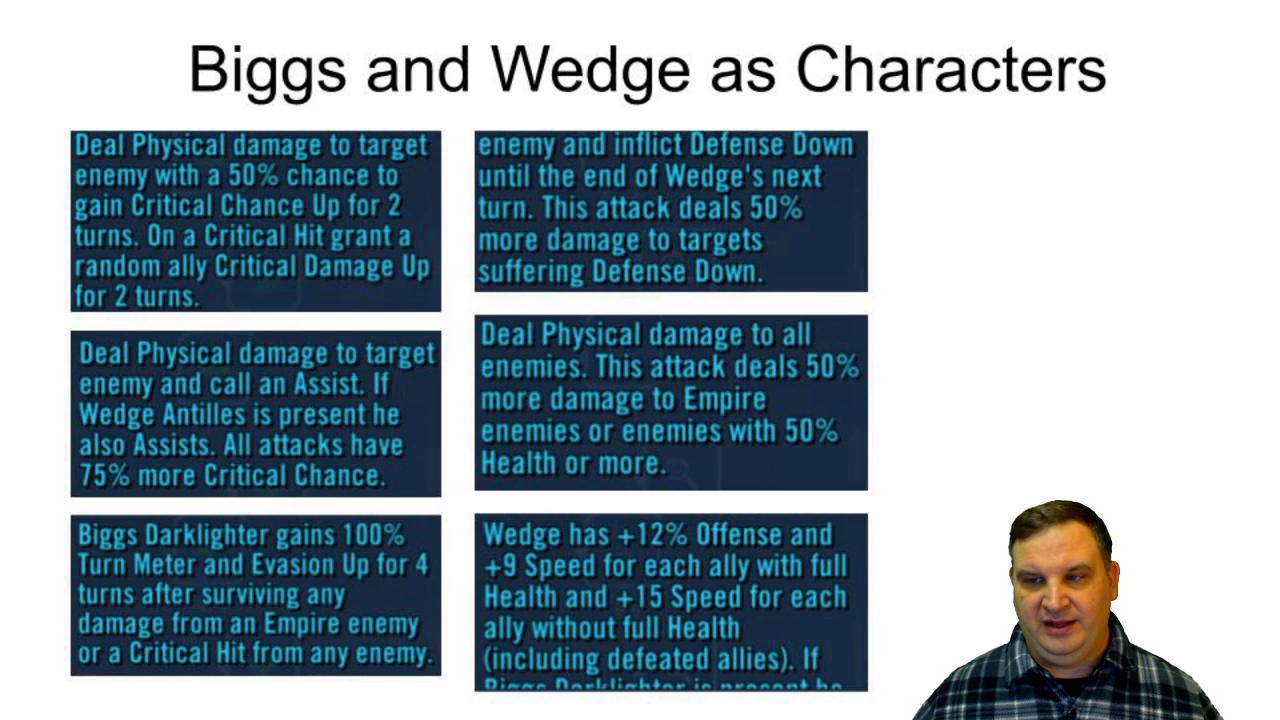 Biggs and Wedge as Characters
Deal Physical damage to target
enemy with a 50% chance to
gain Critical Chance Up for 2
turns. On a Critical Hit grant a
random ally Critical Damage Up
for 2 turns.
Deal Physical damage to target
enemy and call an Assist. If
Wedge Antilles is present he
also Assists. All attacks have
75% more Critical Chance.
Biggs Darklighter gains 100%
Turn Meter and Evasion Up for 4
turns after surviving any
damage from an Empire enemy
or a Critical Hit from any enemy.
enemy and inflict Defense Down
until the end of Wedge's next
turn. This attack deals 50%
more damage to targets
suffering Defense Down.
Deal Physical damage to all
enemies. This attack deals 50%
more damage to Empire
enemies or enemies with 50%
Health or more.
Wedge has +12% Offense and
+9 Speed for each ally with full
Health and +15 Speed for each
ally without full Health
(including defeated allies). If
Biggs Darklighter is present he